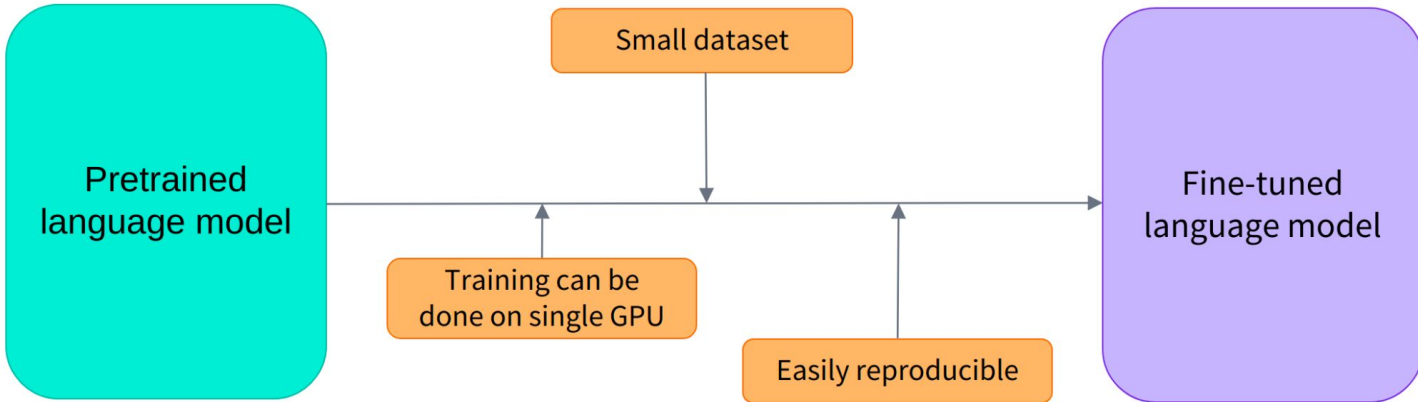 Small dataset
Pretrained
language model
Fine-tuned
language model
Training can be
done on single GPU
Easily reproducible